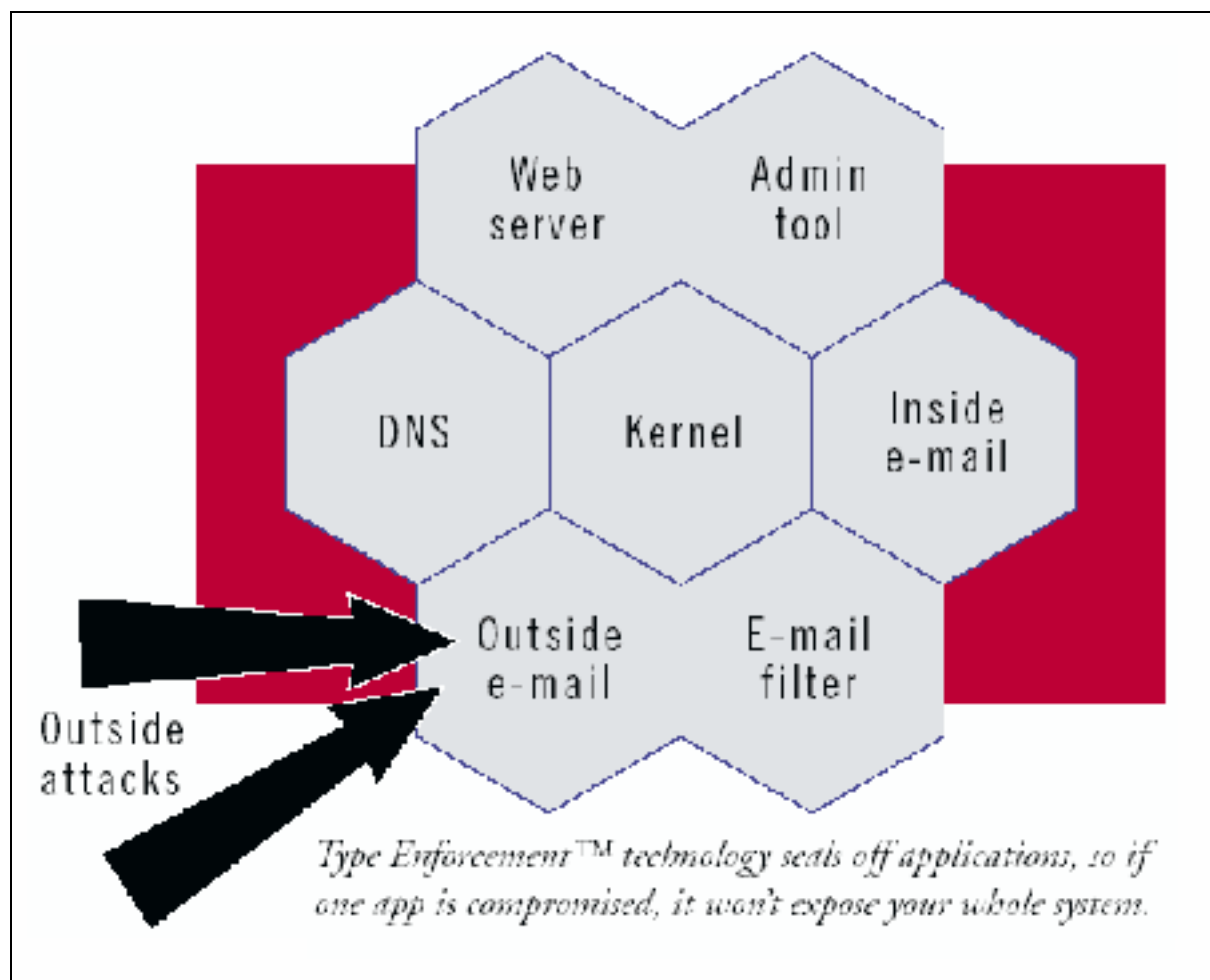 Web
server
Admin
tool
DNS
Kernel
Inside
e-mail
Outside
e-mail
E-mail
filter
Outside
attacks
Type Enforcement™ technology seals off applications, so if
one app is compromised, it won't expose your whole system.